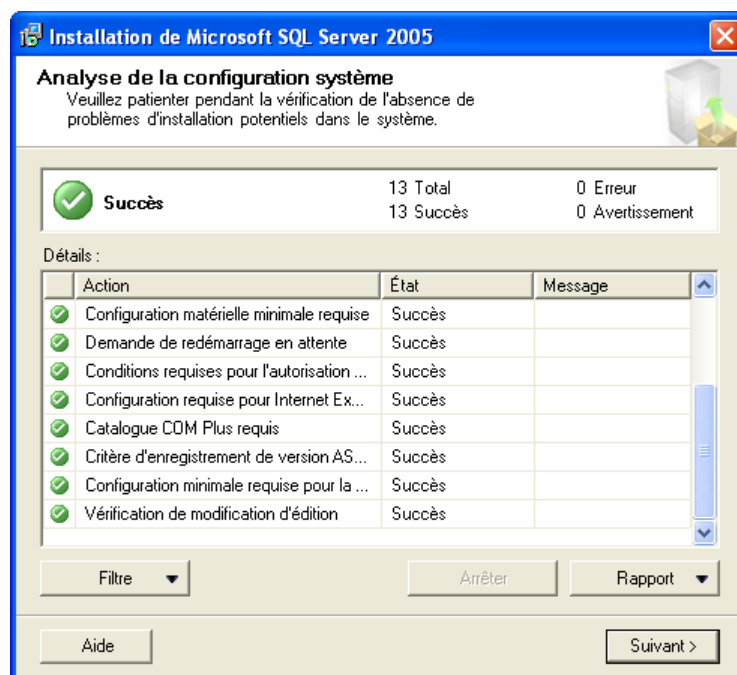 Installation de Microsoft SQL Server 2005
Analyse de la configuration système
Veuillez patienter pendant la vérification de l'absence de
problèmes d'installation potentiels dans le système.
Succès
13 Total
0 Erreur
13 Succès
0 Avertissement
Détails :
Action État Message
Configuration matérielle minimale requise Succès
Demande de redémarrage en attente Succès
Conditions requises pour l'autorisation ... Succès
Configuration requise pour Internet Ex... Succès
Catalogue COM Plus requis Succès
Critère d'enregistrement de version AS... Succès
Configuration minimale requise pour la ... Succès
Vérification de modification d'édition Succès
Filtre Arrêter Rapport
Aide Suivant >